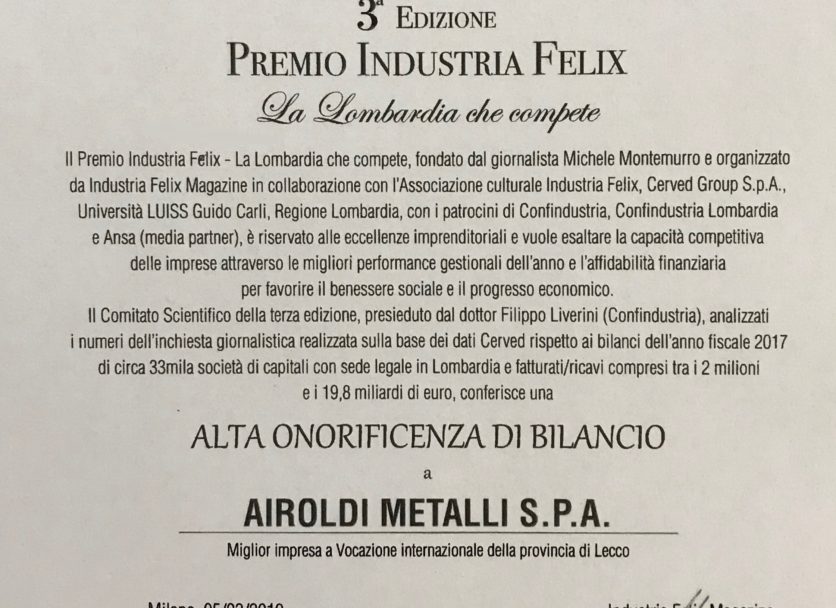 3ª EDIZIONE
PREMIO INDUSTRIA FELIX
La Lombardia che compete
Il Premio Industria Felix - La Lombardia che compete, fondato dal giornalista Michele Montemurro e organizzato
da Industria Felix Magazine in collaborazione con l'Associazione culturale Industria Felix, Cerved Group S.p.A.,
Università LUISS Guido Carli, Regione Lombardia, con i patrocini di Confindustria, Confindustria Lombardia
e Ansa (media partner), è riservato alle eccellenze imprenditoriali e vuole esaltare la capacità competitiva
delle imprese attraverso le migliori performance gestionali dell'anno e l'affidabilità finanziaria
per favorire il benessere sociale e il progresso economico.
Il Comitato Scientifico della terza edizione, presieduto dal dottor Filippo Liverini (Confindustria), analizzati
i numeri dell'inchiesta giornalistica realizzata sulla base dei dati Cerved rispetto ai bilanci dell'anno fiscale 2017
di circa 33mila società di capitali con sede legale in Lombardia e fatturati/ricavi compresi tra i 2 milioni
e i 19,8 miliardi di euro, conferisce una
ALTA ONORIFICENZA DI BILANCIO
a
AIROLDI METALLI S.P.A.
Miglior impresa a Vocazione internazionale della provincia di Lecco
Milano